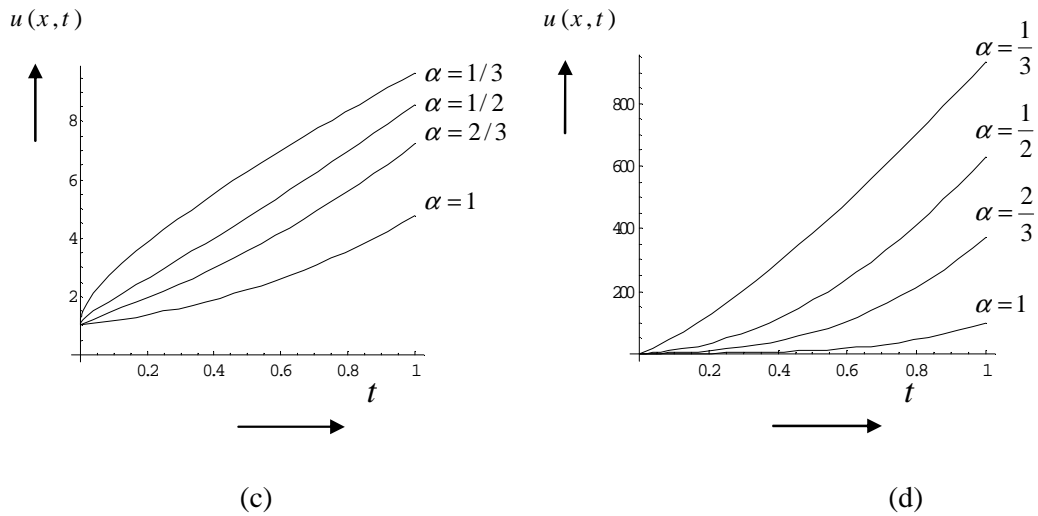 u(x,t)
8
6
4
2
0.2 0.4 0.6 0.8 1
t
α = 1/3
α = 1/2
α = 2/3
α = 1
(c)
u(x,t)
800
600
400
200
0.2 0.4 0.6 0.8 1
t
α = 1/3
α = 1/2
α = 2/3
α = 1
(d)